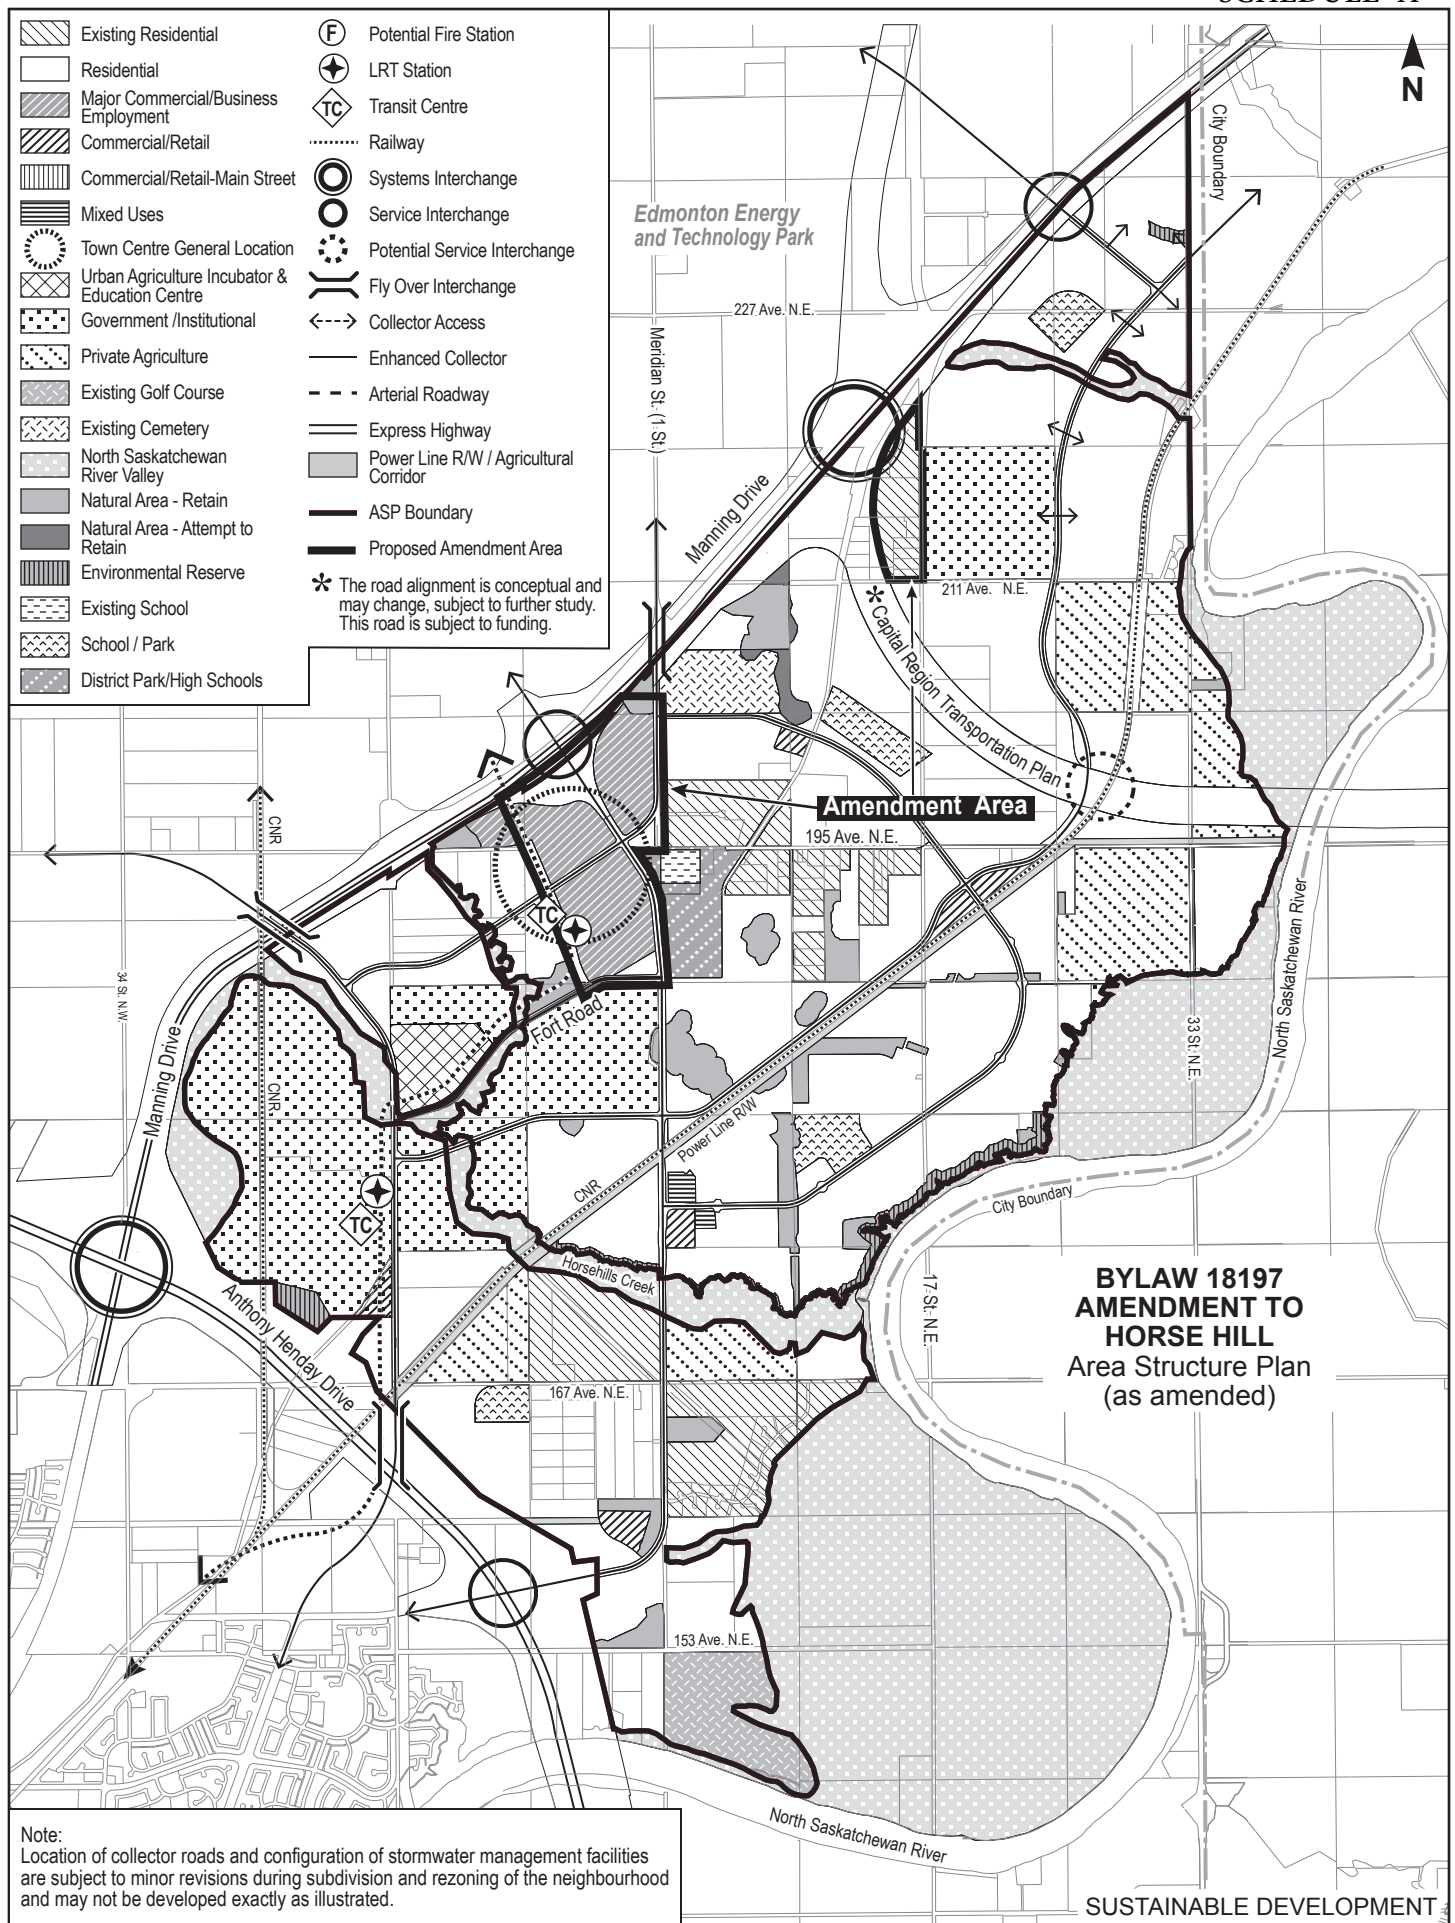 Existing Residential
Residential
Major Commercial/Business
Employment
Commercial/Retail
Commercial/Retail-Main Street
Mixed Uses
Town Centre General Location
Urban Agriculture Incubator &
Education Centre
Government /Institutional
Private Agriculture
Existing Golf Course
Existing Cemetery
North Saskatchewan
River Valley
Natural Area - Retain
Natural Area - Attempt to
Retain
Environmental Reserve
Existing School
School / Park
District Park/High Schools
F Potential Fire Station
LRT Station
TC Transit Centre
Railway
Systems Interchange
Service Interchange
Potential Service Interchange
Fly Over Interchange
Collector Access
Enhanced Collector
Arterial Roadway
Express Highway
Power Line R/W / Agricultural
Corridor
ASP Boundary
Proposed Amendment Area
* The road alignment is conceptual and
may change, subject to further study.
This road is subject to funding.
N
City Boundary
Edmonton Energy
and Technology Park
227 Ave. N.E.
Meridian St. (1 St.)
Manning Drive
211 Ave. N.E.
* Capital Region Transportation Plan
Amendment Area
195 Ave. N.E.
CNR
TC
34 St. N.W.
Fort Road
Manning Drive
CNR
33 St. N.E.
North Saskatchewan River
Power Line R/W
CNR
TC
City Boundary
Horsehills Creek
17 St. N.E.
Anthony Henday Drive
167 Ave. N.E.
BYLAW 18197
AMENDMENT TO
HORSE HILL
Area Structure Plan
(as amended)
153 Ave. N.E.
North Saskatchewan River
Note:
Location of collector roads and configuration of stormwater management facilities
are subject to minor revisions during subdivision and rezoning of the neighbourhood
and may not be developed exactly as illustrated.
SUSTAINABLE DEVELOPMENT